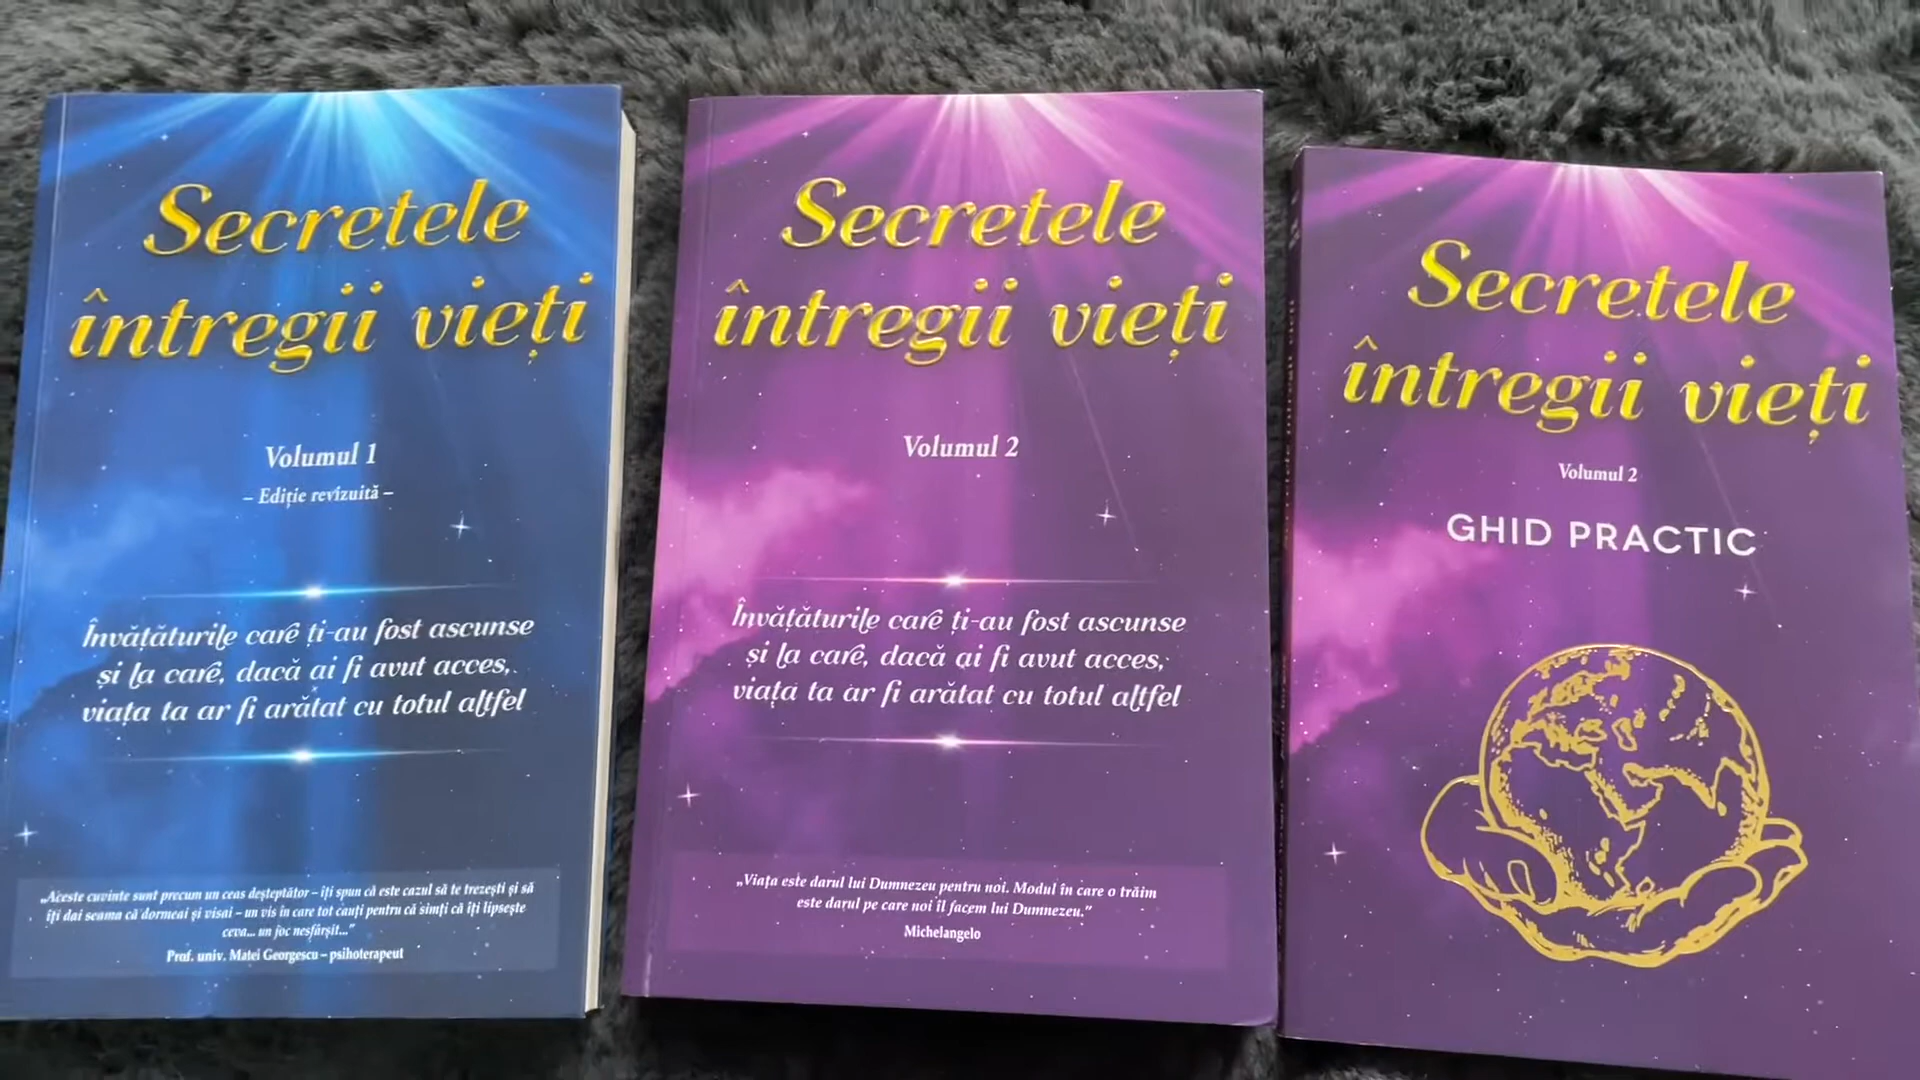 Secretele
întregii vieți
Volumul 1
– Ediție revizuită –
Învățăturile care ți-au fost ascunse
și la care, dacă ai fi avut acces,
viața ta ar fi arătat cu totul altfel
„Aceste cuvinte sunt precum un ceas deșteptător – îți spun că este cazul să te trezești și să
îți dai seama că dormeai și visai – un vis în care tot cauți pentru că simți că îți lipsește
ceva... un joc nesfârșit...”
Prof. univ. Matei Georgescu – psihoterapeut
Secretele
întregii vieți
Volumul 2
Învățăturile care ți-au fost ascunse
și la care, dacă ai fi avut acces,
viața ta ar fi arătat cu totul altfel
„Viața este darul lui Dumnezeu pentru noi. Modul în care o trăim
este darul pe care noi îl facem lui Dumnezeu.”
Michelangelo
Secretele
întregii vieți
Volumul 2
GHID PRACTIC